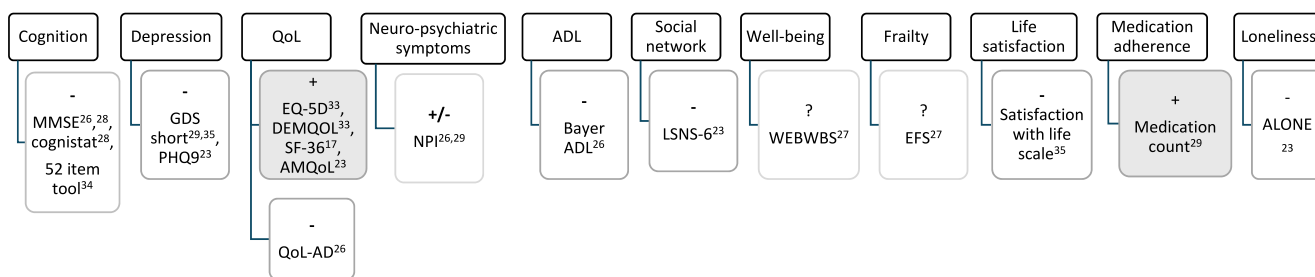 Cognition
-
MMSE²⁶,²⁸,
cognistat²⁸,
52 item
tool³⁴
Depression
-
GDS
short²⁹,³⁵,
PHQ9²³
QoL
+
EQ-5D³³,
DEMQOL³³,
SF-36¹⁷,
AMQoL²³
-
QoL-AD²⁶
Neuro-psychiatric
symptoms
+/-
NPI²⁶,²⁹
ADL
-
Bayer
ADL²⁶
Social
network
-
LSNS-6²³
Well-being
?
WEBWBS²⁷
Frailty
?
EFS²⁷
Life
satisfaction
-
Satisfaction
with life
scale³⁵
Medication
adherence
+
Medication
count²⁹
Loneliness
-
ALONE
²³